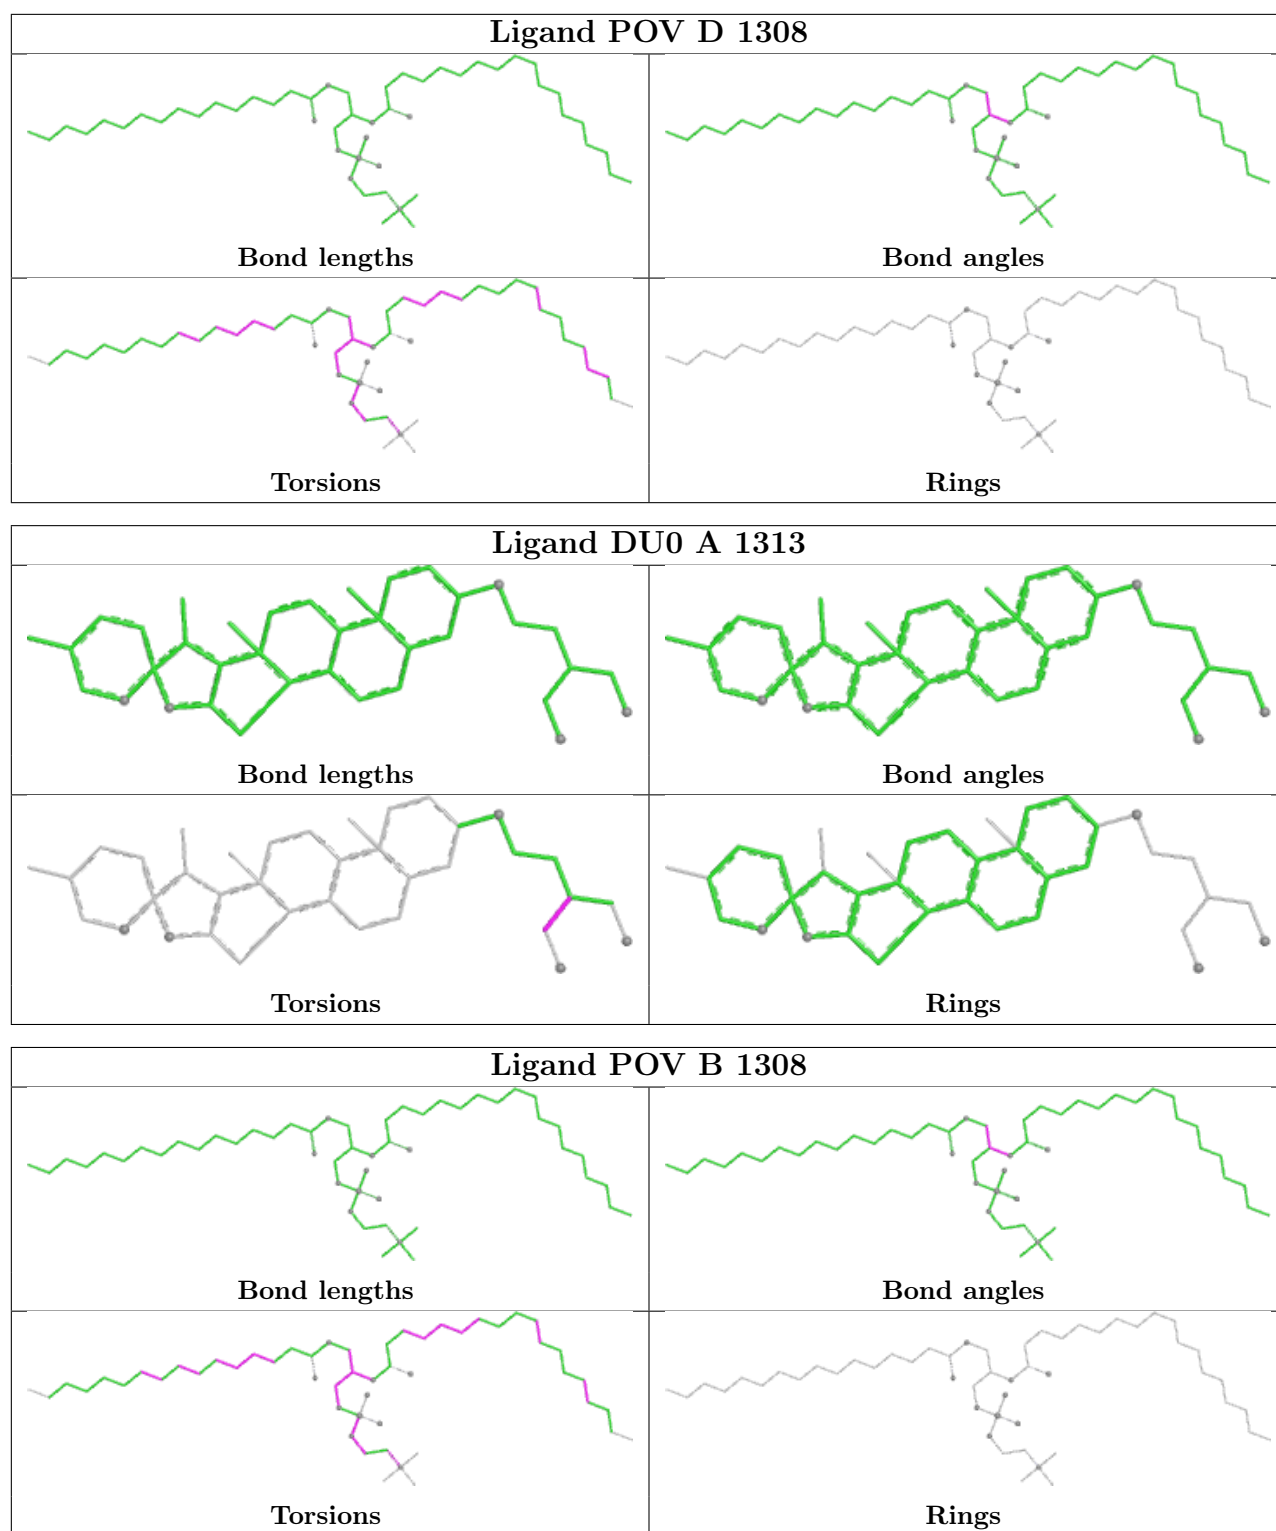 Ligand POV D 1308
Bond lengths
Bond angles
Torsions
Rings
Ligand DU0 A 1313
Bond lengths
Bond angles
Torsions
Rings
Ligand POV B 1308
Bond lengths
Bond angles
Torsions
Rings